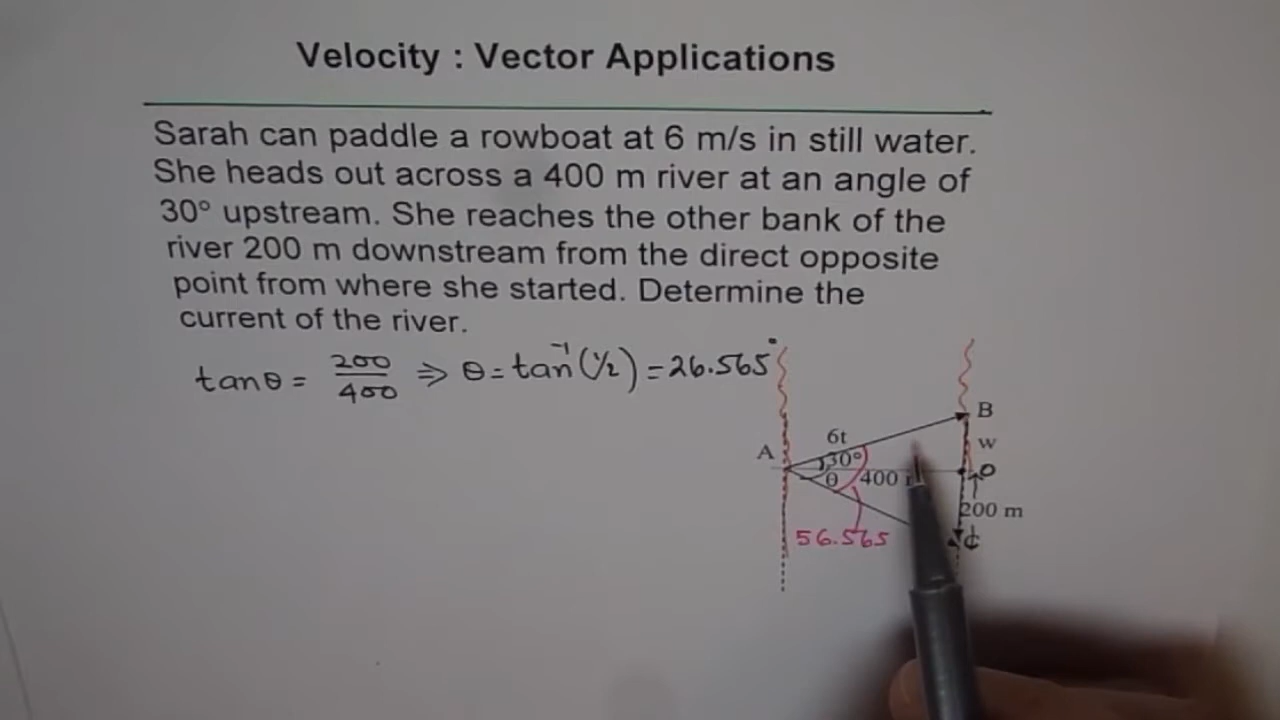 Velocity : Vector Applications
Sarah can paddle a rowboat at 6 m/s in still water.
She heads out across a 400 m river at an angle of
30° upstream. She reaches the other bank of the
river 200 m downstream from the direct opposite
point from where she started. Determine the
current of the river.
tanθ = 200/400 ⇒ θ = tan⁻¹(½) = 26.565°
B
6t
w
A
30°
θ
400
O
200 m
56.565
C